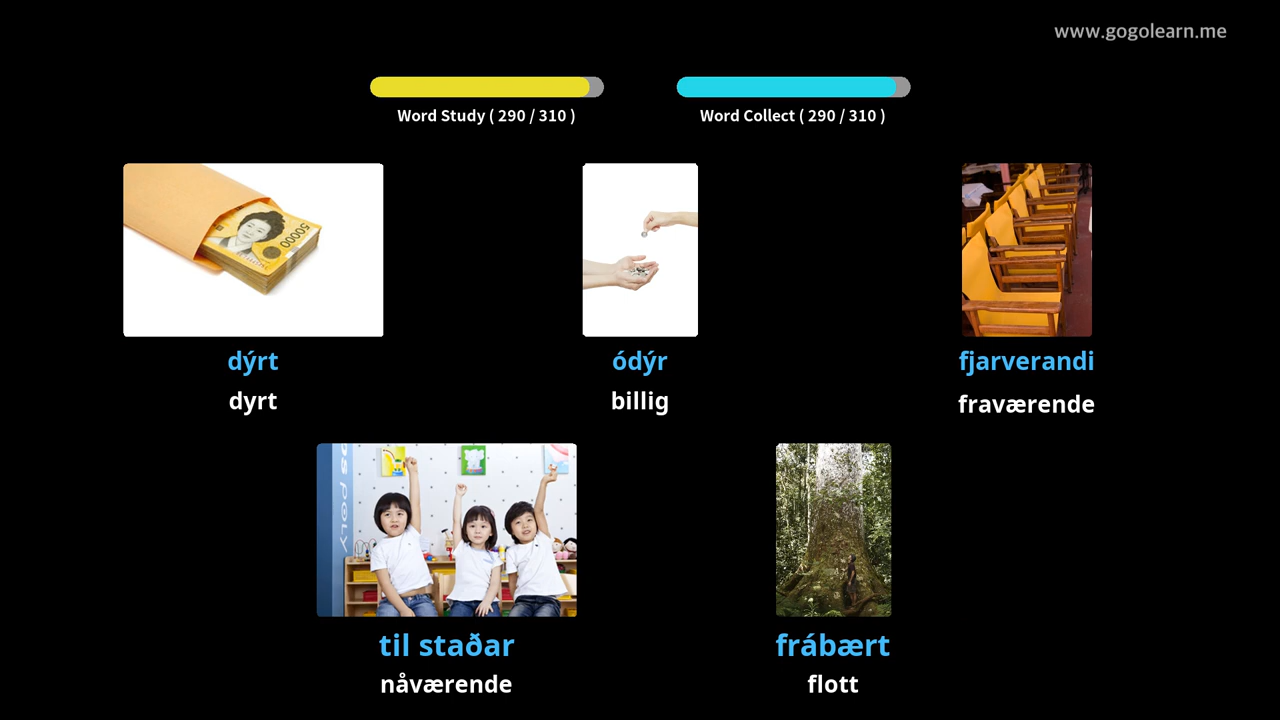 www.gogolearn.me
Word Study ( 290 / 310 )
Word Collect ( 290 / 310 )
50000
dýrt
ódýr
fjarverandi
dyrt
billig
fraværende
til staðar
frábært
nåværende
flott